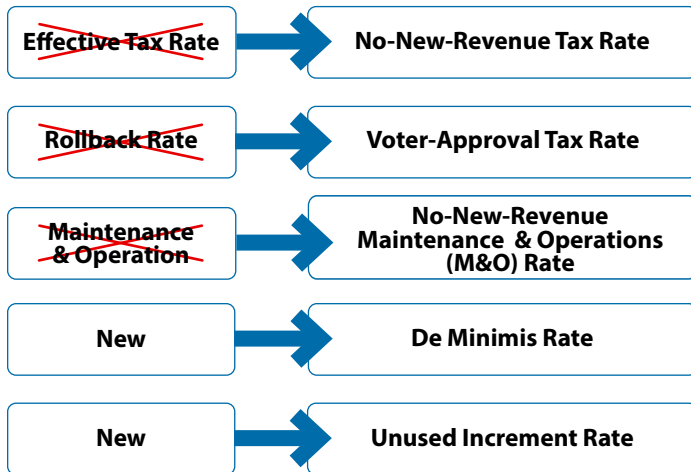 Effective Tax Rate
No-New-Revenue Tax Rate
Rollback Rate
Voter-Approval Tax Rate
Maintenance
& Operation
No-New-Revenue
Maintenance & Operations
(M&O) Rate
New
De Minimis Rate
New
Unused Increment Rate